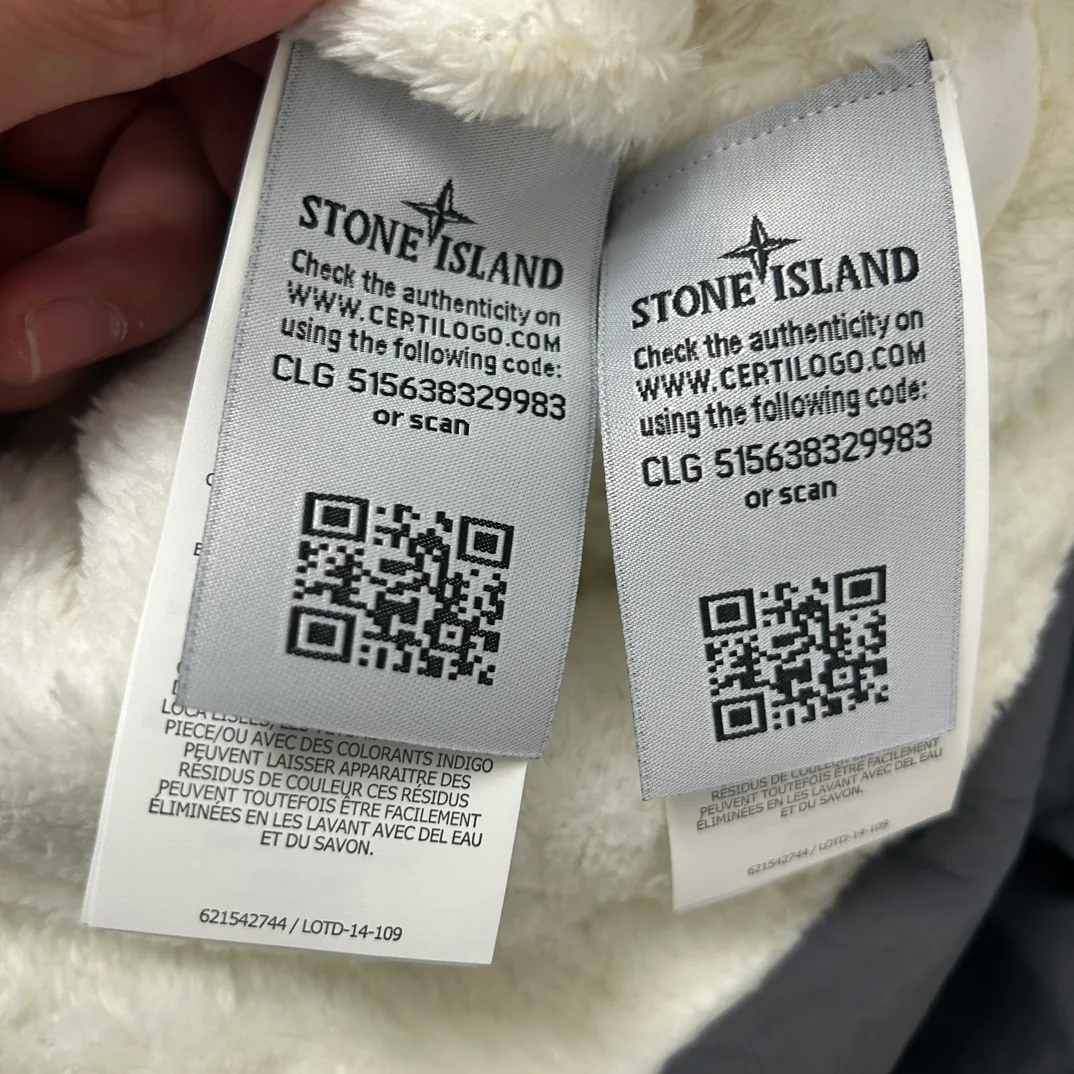 STONE ISLAND
Check the authenticity on
WWW.CERTILOGO.COM
using the following code:
CLG 515638329983
or scan
PIECE/OU AVEC DES COLORANTS INDIGO
PEUVENT LAISSER APPARAITRE DES
RÉSIDUS DE COULEUR CES RÉSIDUS
PEUVENT TOUTEFOIS ÊTRE FACILEMENT
ÉLIMINÉES EN LES LAVANT AVEC DEL EAU
ET DU SAVON.
621542744 / LOTD-14-109
STONE ISLAND
Check the authenticity on
WWW.CERTILOGO.COM
using the following code:
CLG 515638329983
or scan
RÉSIDUS DE COULEUR
PEUVENT TOUTEFOIS ÊTRE FACILEMENT
ÉLIMINÉES EN LES LAVANT AVEC DEL EAU
ET DU SAVON.
621542744 / LOTD-14-109